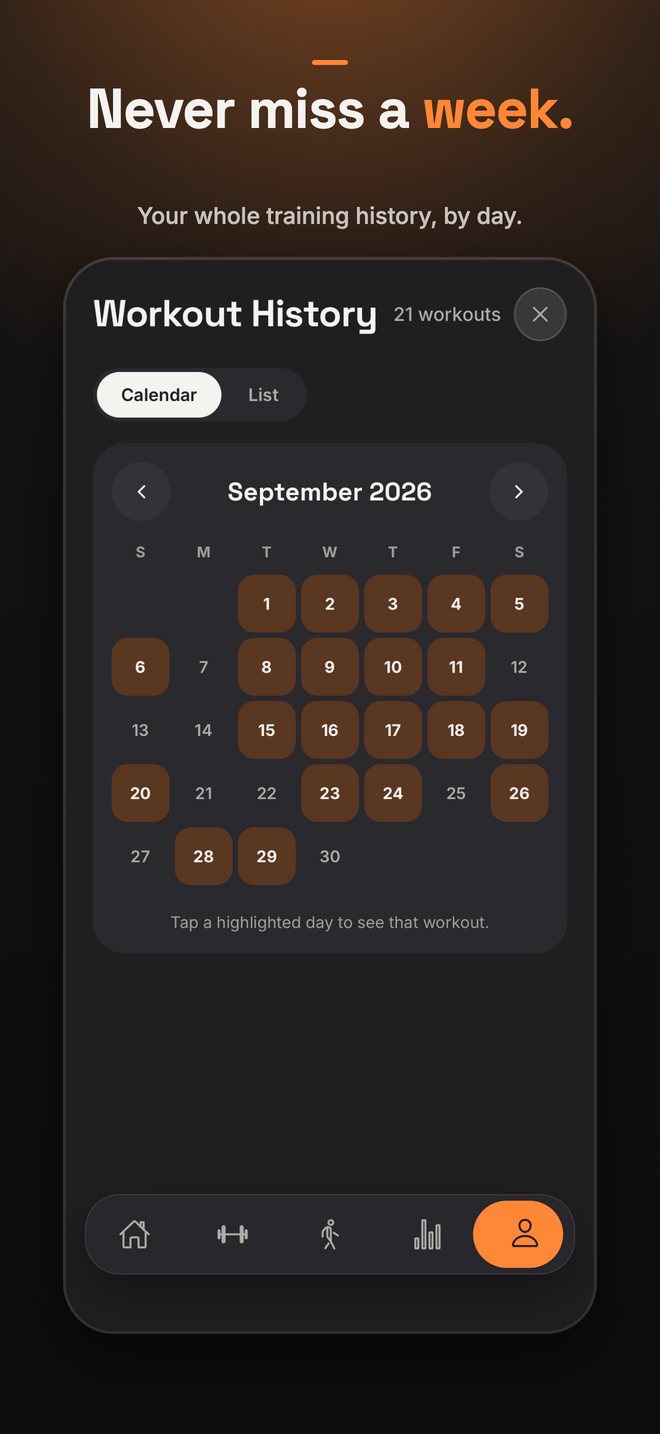 Never miss a week.
Your whole training history, by day.
Workout History 21 workouts
Calendar List
September 2026
S M T W T F S
1 2 3 4 5
6 7 8 9 10 11 12
13 14 15 16 17 18 19
20 21 22 23 24 25 26
27 28 29 30
Tap a highlighted day to see that workout.